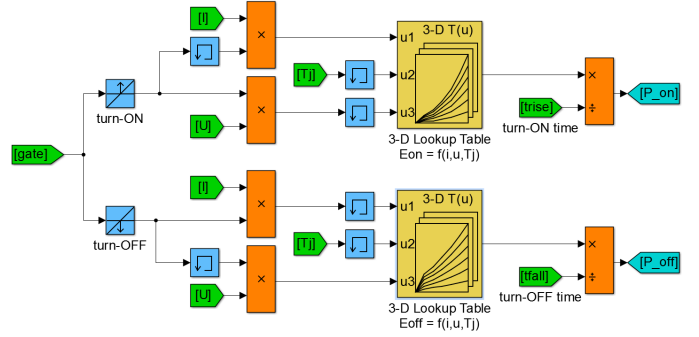 [I]
×
3-D T(u)
u1
[Tj]
u2
u3
turn-ON
×
[U]
3-D Lookup Table
Eon = f(i,u,Tj)
×
÷
[trise]
turn-ON time
[P_on]
[gate]
[I]
×
3-D T(u)
u1
turn-OFF
[Tj]
u2
×
u3
[U]
3-D Lookup Table
Eoff = f(i,u,Tj)
×
÷
[tfall]
turn-OFF time
[P_off]